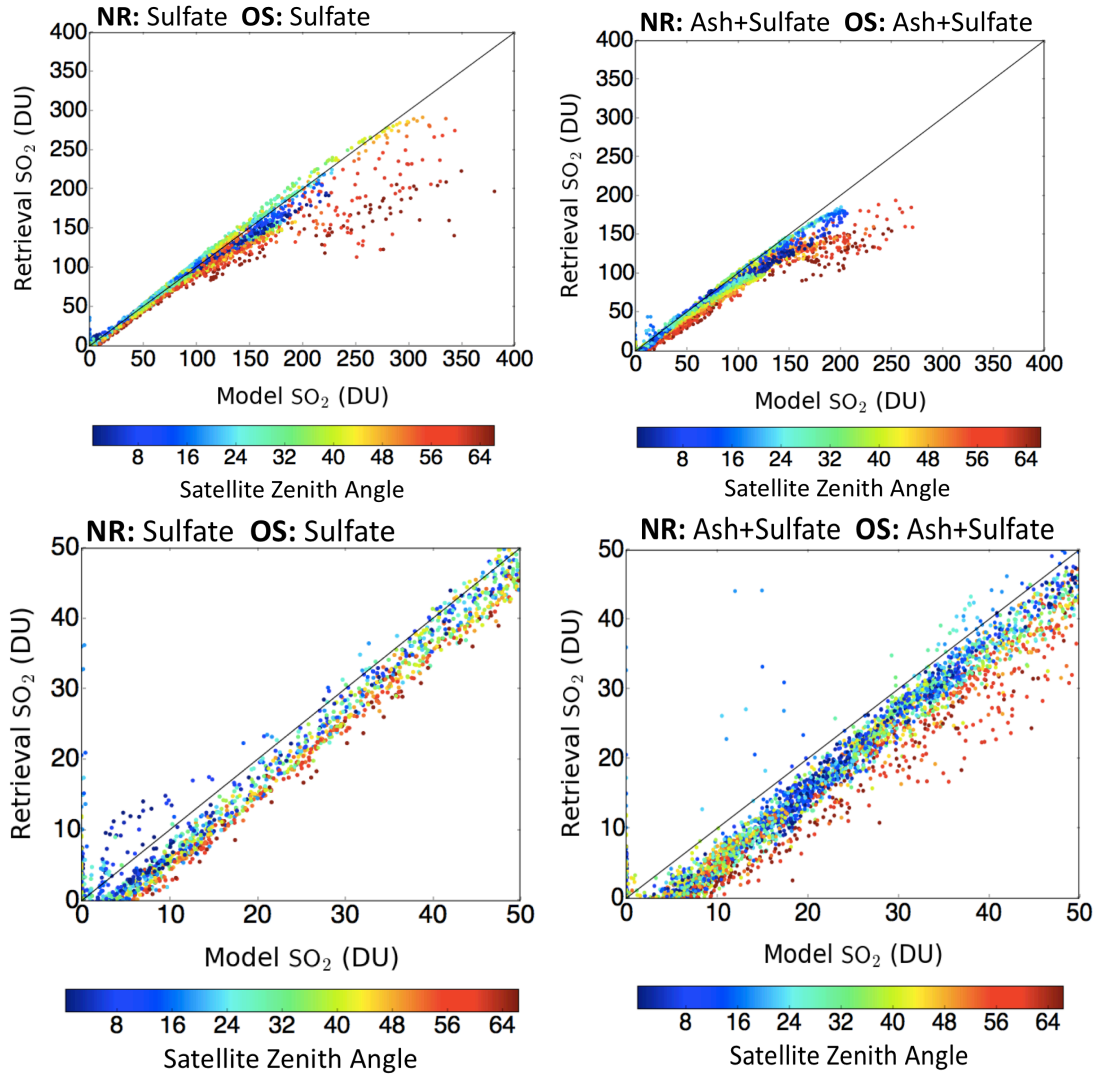 NR: Sulfate OS: Sulfate
400
350
300
250
200
150
100
50
0
Retrieval SO2 (DU)
0 50 100 150 200 250 300 350 400
Model SO2 (DU)
8 16 24 32 40 48 56 64
Satellite Zenith Angle
NR: Ash+Sulfate OS: Ash+Sulfate
400
350
300
250
200
150
100
50
0
Retrieval SO2 (DU)
0 50 100 150 200 250 300 350 400
Model SO2 (DU)
8 16 24 32 40 48 56 64
Satellite Zenith Angle
NR: Sulfate OS: Sulfate
50
40
30
20
10
0
Retrieval SO2 (DU)
0 10 20 30 40 50
Model SO2 (DU)
8 16 24 32 40 48 56 64
Satellite Zenith Angle
NR: Ash+Sulfate OS: Ash+Sulfate
50
40
30
20
10
0
Retrieval SO2 (DU)
0 10 20 30 40 50
Model SO2 (DU)
8 16 24 32 40 48 56 64
Satellite Zenith Angle